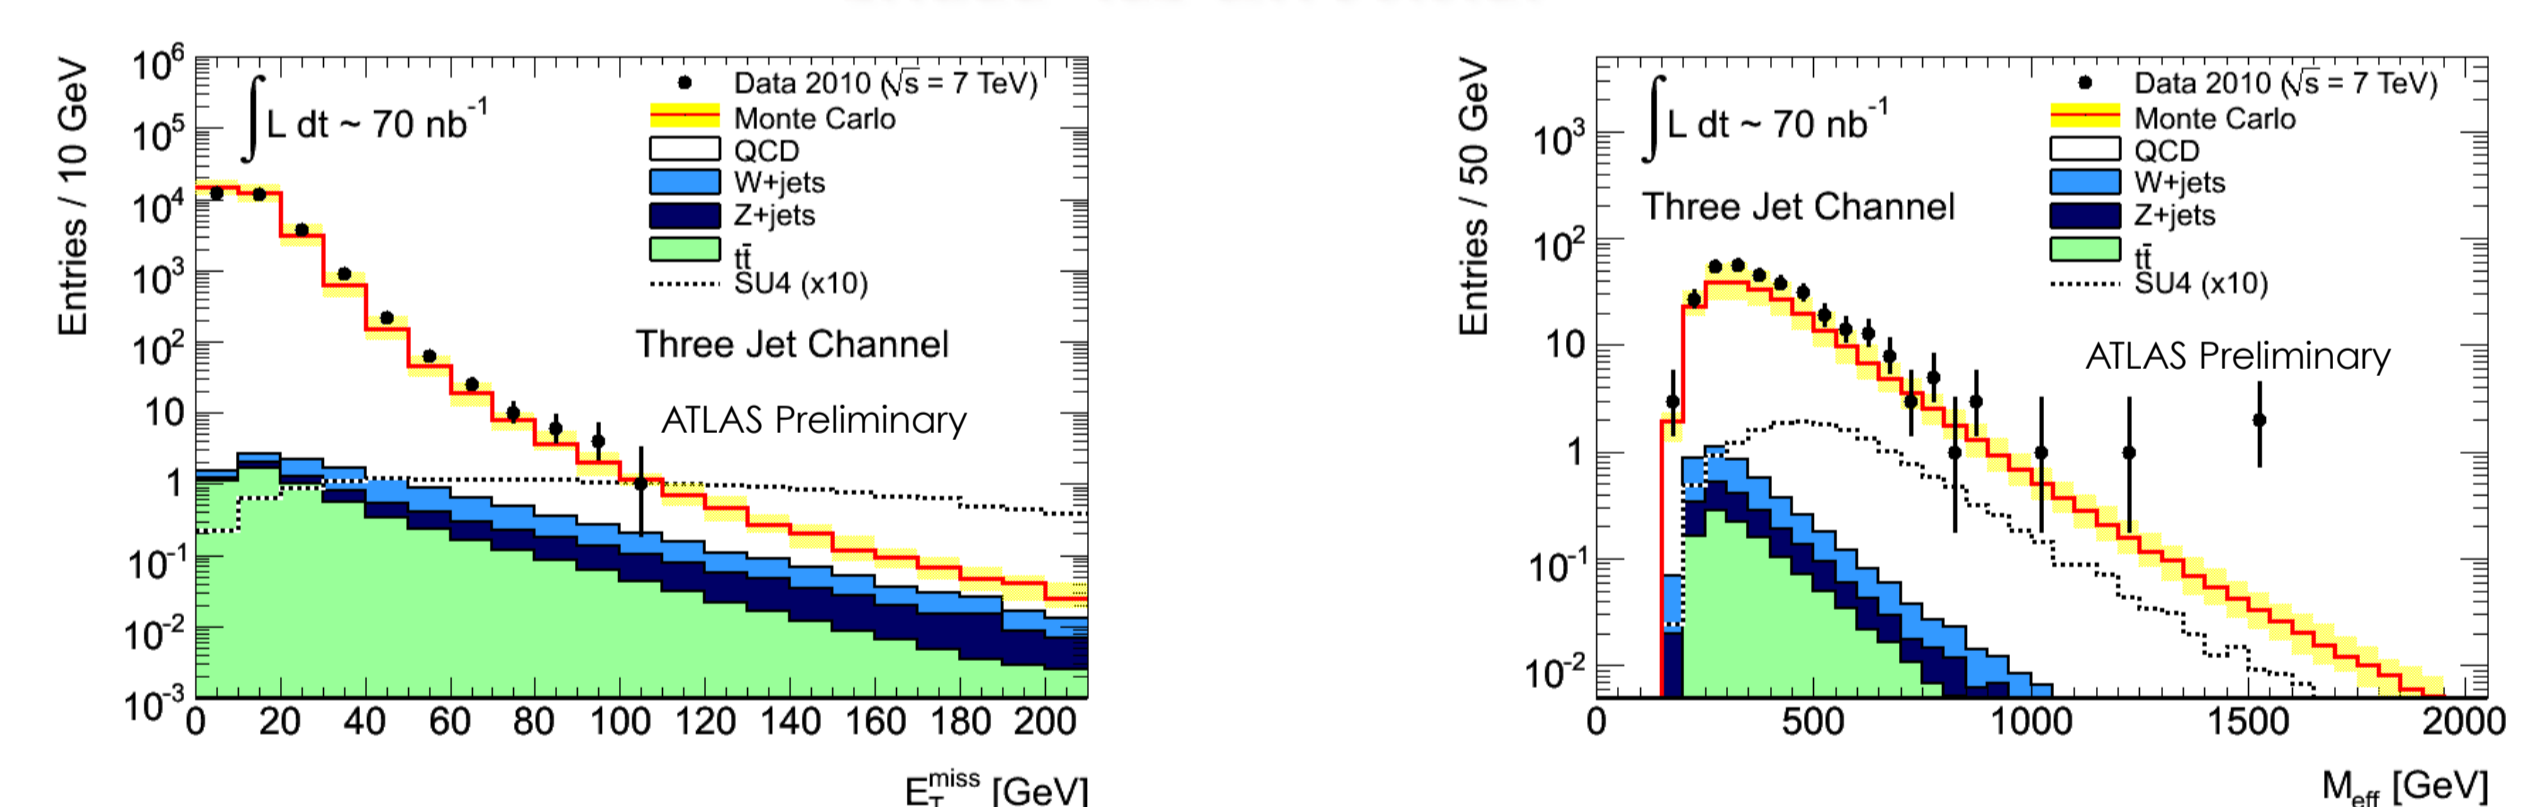 Entries / 10 GeV
10^6
10^5
10^4
10^3
10^2
10
1
10^-1
10^-2
10^-3
∫ L dt ~ 70 nb^-1
Data 2010 (√s = 7 TeV)
Monte Carlo
QCD
W+jets
Z+jets
tt̄
SU4 (x10)
Three Jet Channel
ATLAS Preliminary
0 20 40 60 80 100 120 140 160 180 200
E_T^miss [GeV]
Entries / 50 GeV
10^3
10^2
10
1
10^-1
10^-2
∫ L dt ~ 70 nb^-1
Three Jet Channel
Data 2010 (√s = 7 TeV)
Monte Carlo
QCD
W+jets
Z+jets
tt̄
SU4 (x10)
ATLAS Preliminary
0 500 1000 1500 2000
M_eff [GeV]